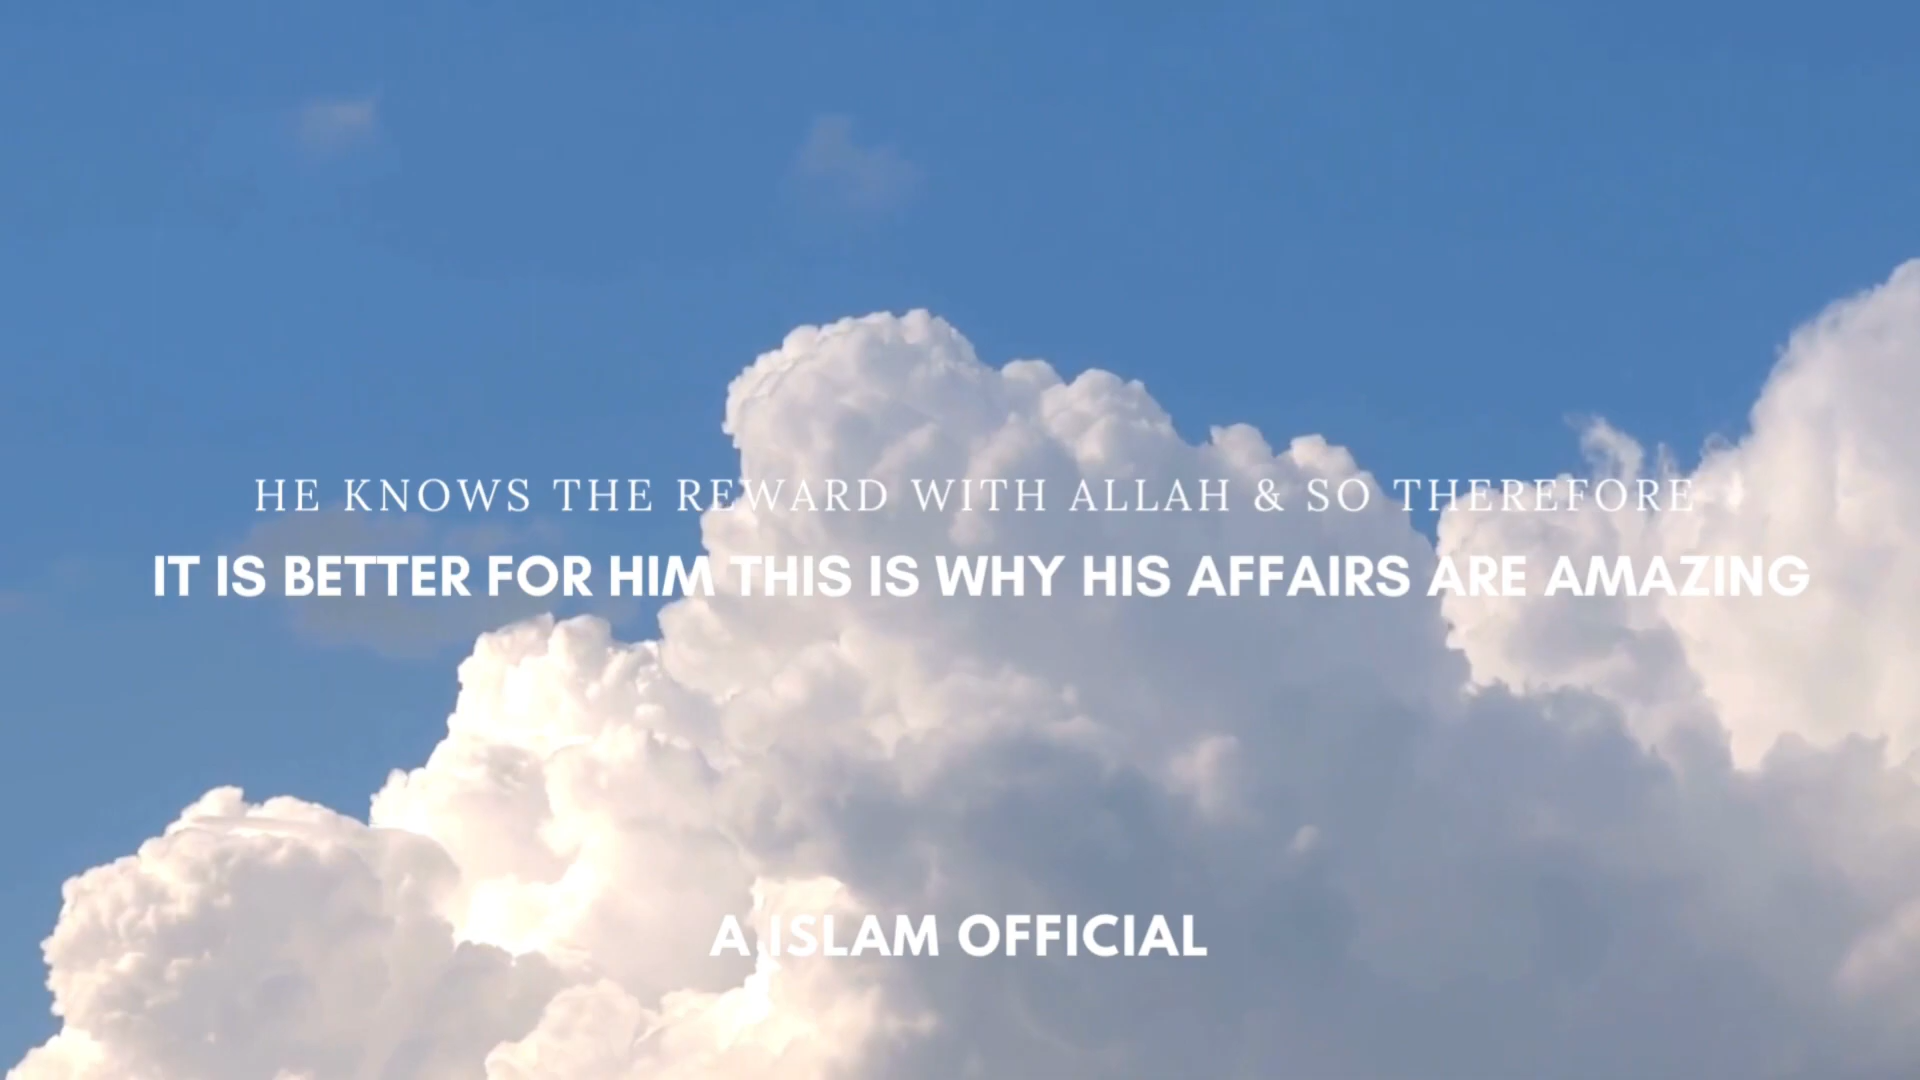 HE KNOWS THE REWARD WITH ALLAH & SO THEREFORE
IT IS BETTER FOR HIM THIS IS WHY HIS AFFAIRS ARE AMAZING
A ISLAM OFFICIAL